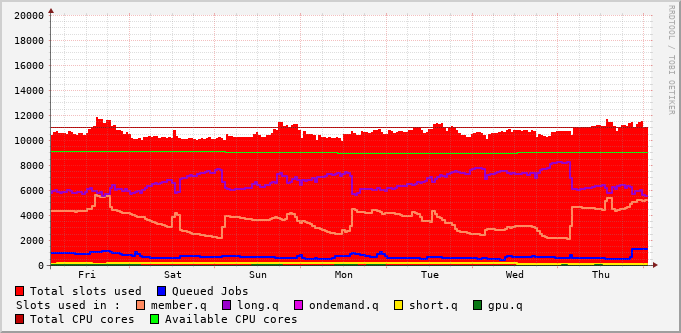 20000
18000
16000
14000
12000
10000
8000
6000
4000
2000
0
Fri Sat Sun Mon Tue Wed Thu
Total slots used Queued Jobs
Slots used in : member.q long.q ondemand.q short.q gpu.q
Total CPU cores Available CPU cores
RRDTOOL / TOBI OETIKER